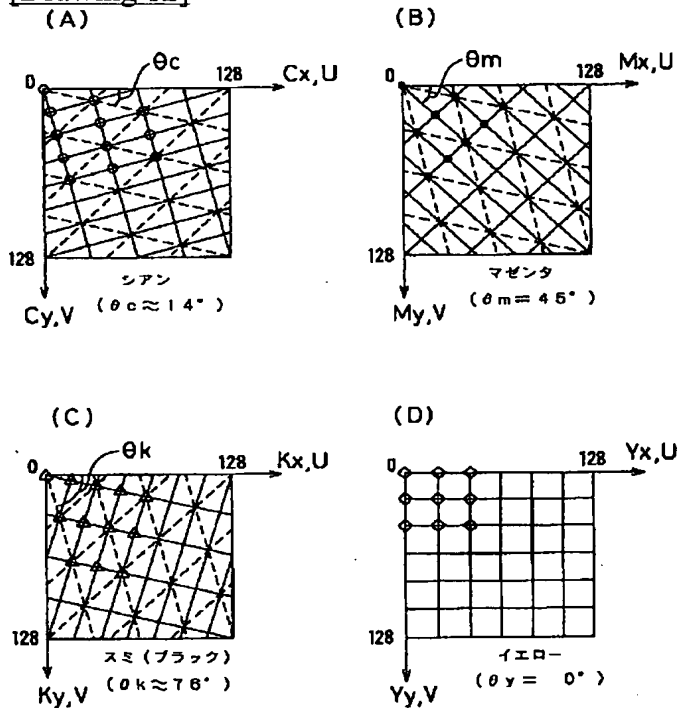 (A)
(B)
0
θc
128
Cx,U
0
θm
128
Mx,U
128
Cy,V
シアン
(θc≈14°)
128
My,V
マゼンタ
(θm=45°)
(C)
(D)
0
θk
128
Kx,U
0
128
Yx,U
128
Ky,V
スミ(ブラック)
(θk≈76°)
128
Yy,V
イエロー
(θy= 0°)